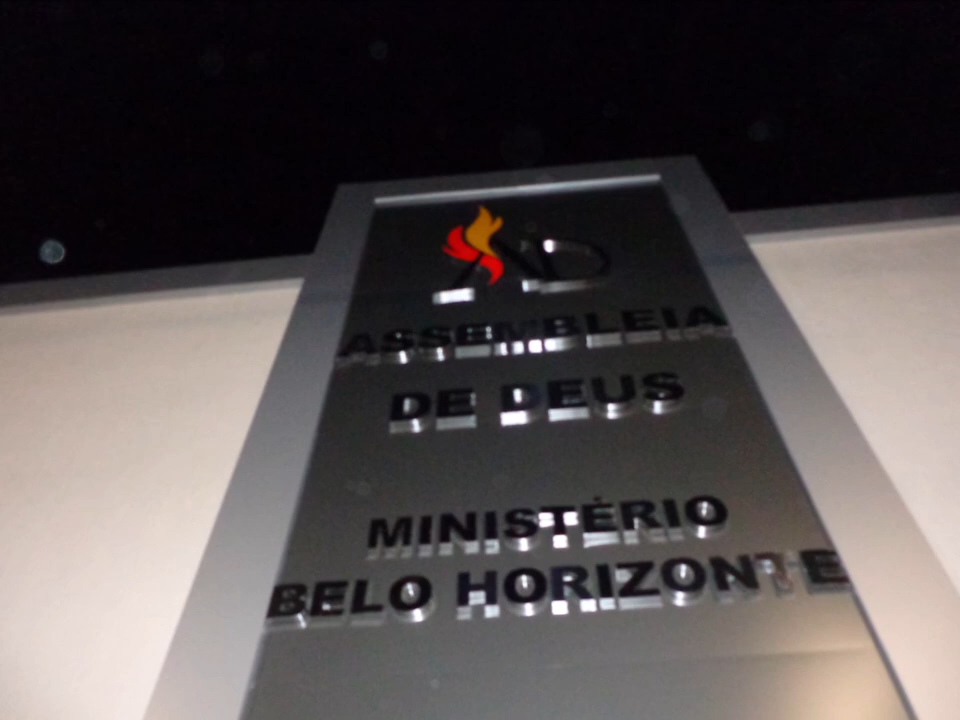 AD
ASSEMBLEIA
DE DEUS
MINISTÉRIO
BELO HORIZONTE